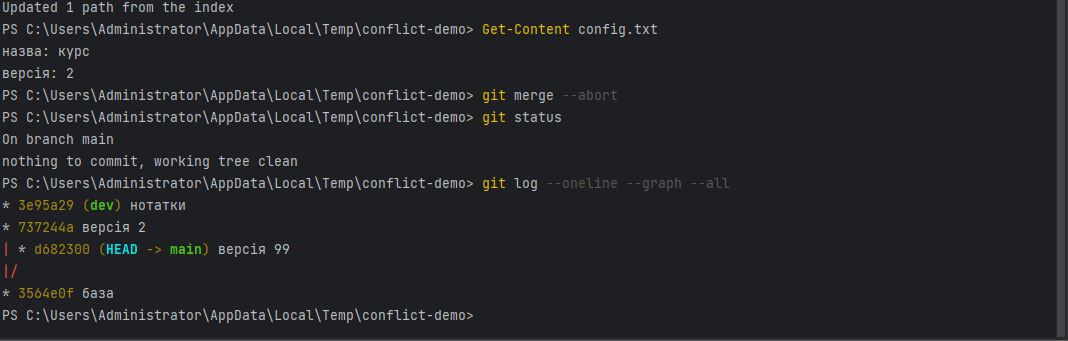 Updated 1 path from the index
PS C:\Users\Administrator\AppData\Local\Temp\conflict-demo> Get-Content config.txt
назва: курс
версія: 2
PS C:\Users\Administrator\AppData\Local\Temp\conflict-demo> git merge --abort
PS C:\Users\Administrator\AppData\Local\Temp\conflict-demo> git status
On branch main
nothing to commit, working tree clean
PS C:\Users\Administrator\AppData\Local\Temp\conflict-demo> git log --oneline --graph --all
* 3e95a29 (dev) нотатки
* 737244a версія 2
| * d682300 (HEAD -> main) версія 99
|/
* 3564e0f база
PS C:\Users\Administrator\AppData\Local\Temp\conflict-demo>